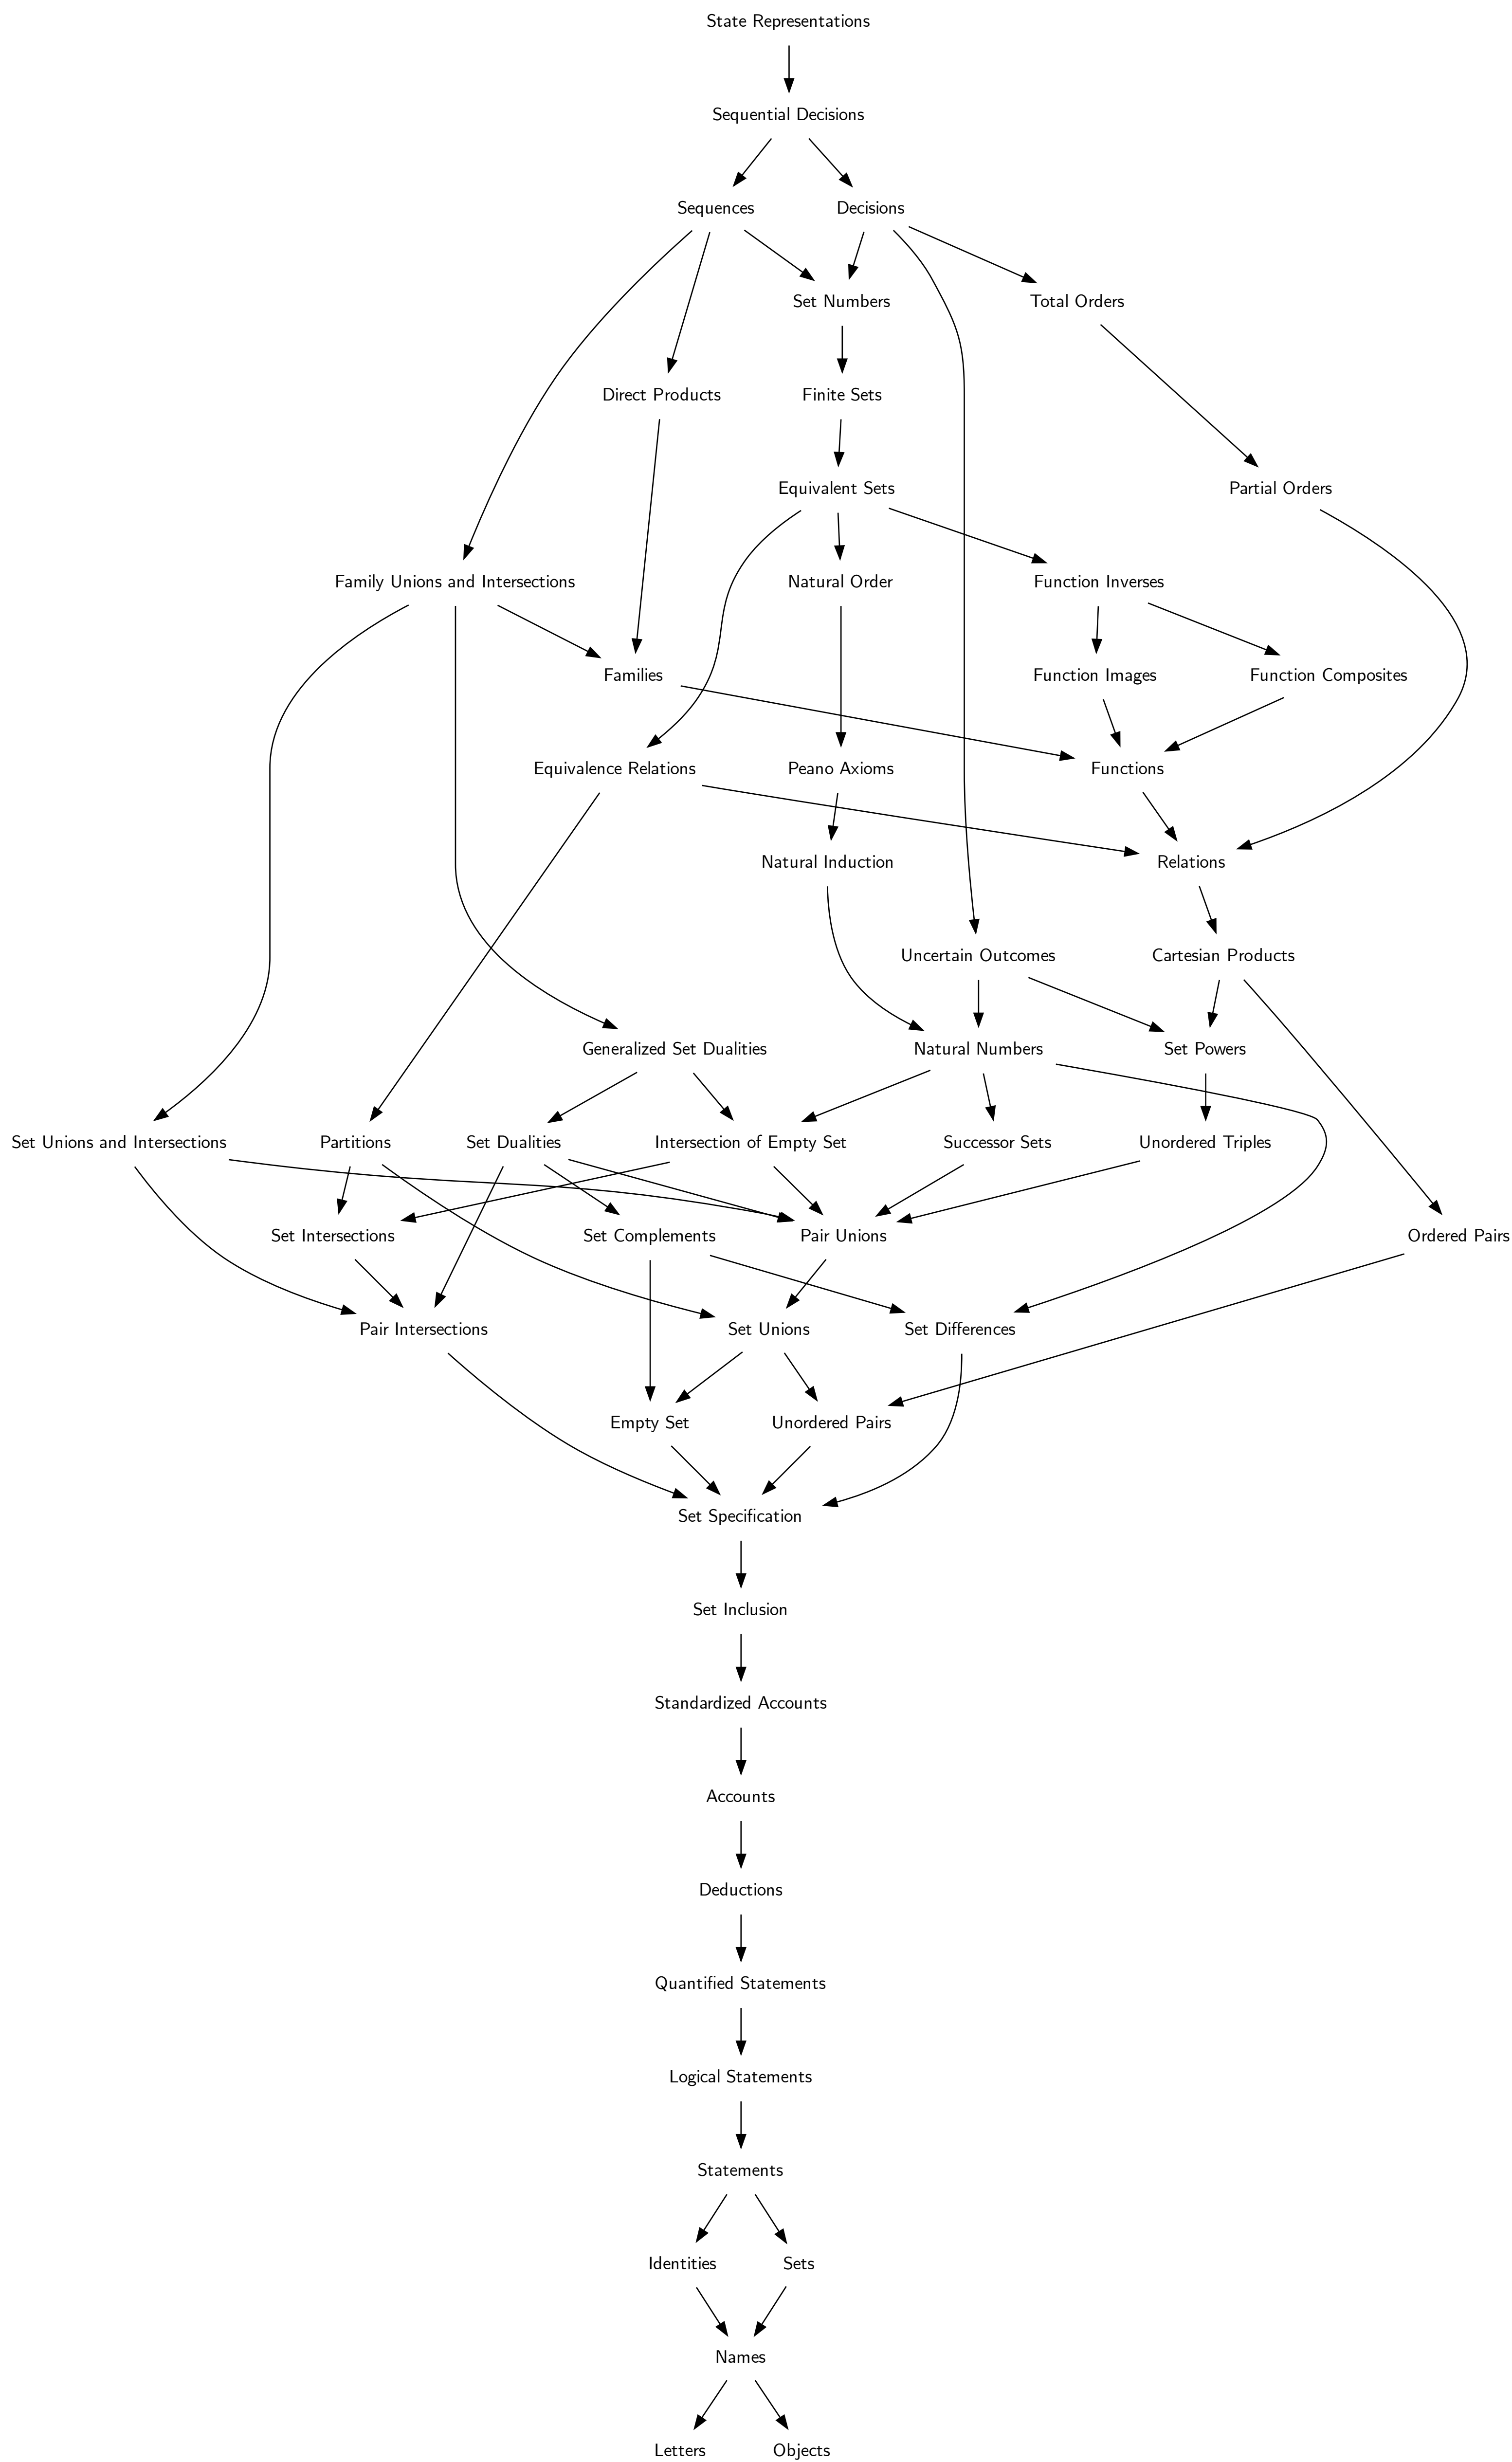 State Representations
Sequential Decisions
Sequences
Decisions
Set Numbers
Total Orders
Direct Products
Finite Sets
Equivalent Sets
Partial Orders
Family Unions and Intersections
Natural Order
Function Inverses
Families
Function Images
Function Composites
Equivalence Relations
Peano Axioms
Functions
Natural Induction
Relations
Uncertain Outcomes
Cartesian Products
Generalized Set Dualities
Natural Numbers
Set Powers
Set Unions and Intersections
Partitions
Set Dualities
Intersection of Empty Set
Successor Sets
Unordered Triples
Set Intersections
Set Complements
Pair Unions
Ordered Pairs
Pair Intersections
Set Unions
Set Differences
Empty Set
Unordered Pairs
Set Specification
Set Inclusion
Standardized Accounts
Accounts
Deductions
Quantified Statements
Logical Statements
Statements
Identities
Sets
Names
Letters
Objects